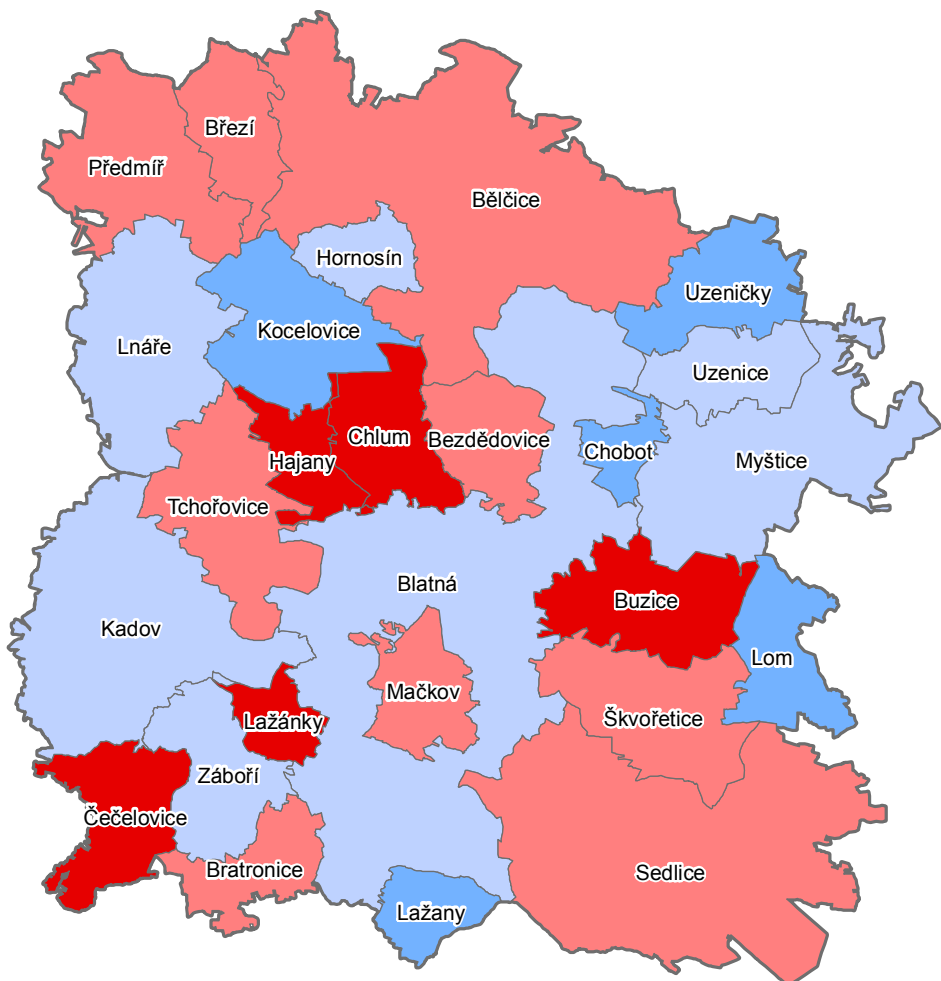 Březí
Předmíř
Bělčice
Hornosín
Uzeničky
Kocelovice
Lnáře
Uzenice
Chlum
Bezdědovice
Hajany
Chobot
Myštice
Tchořovice
Blatná
Buzice
Kadov
Lom
Mačkov
Škvořetice
Lažánky
Záboří
Čečelovice
Bratronice
Sedlice
Lažany